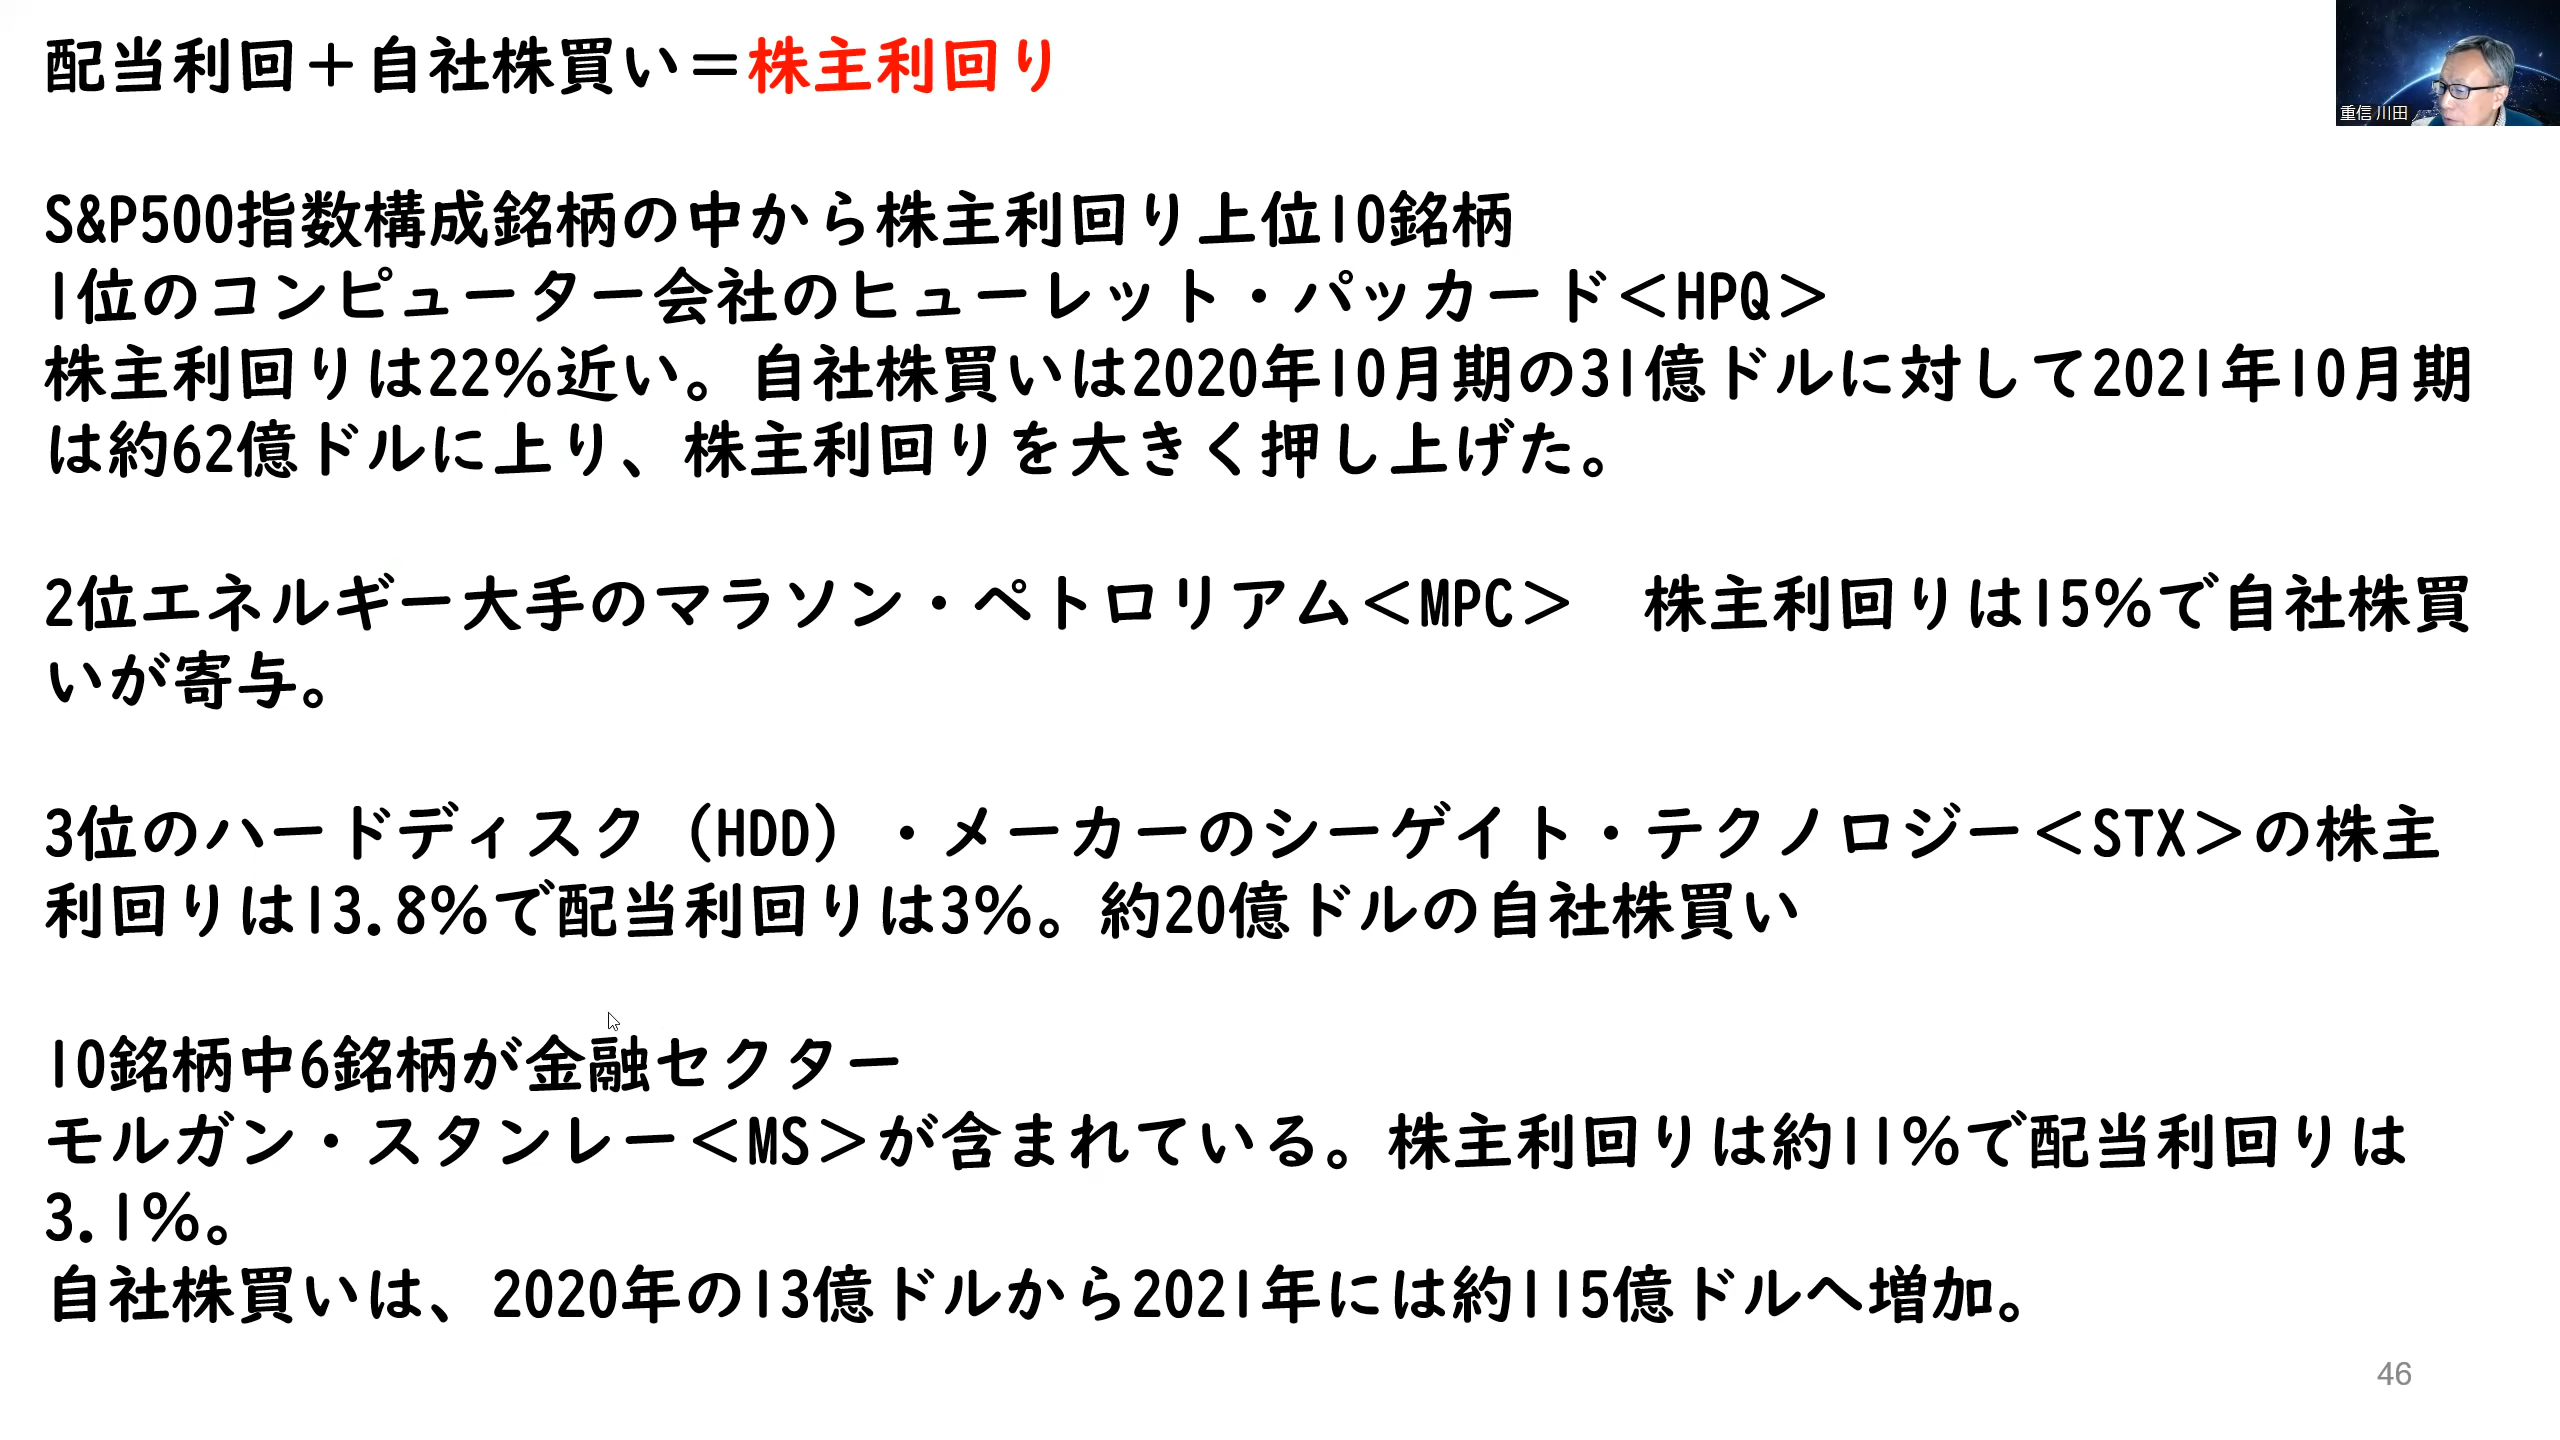 配当利回＋自社株買い＝株主利回り
重信 川田
S&P500指数構成銘柄の中から株主利回り上位10銘柄
1位のコンピューター会社のヒューレット・パッカード＜HPQ＞
株主利回りは22％近い。自社株買いは2020年10月期の31億ドルに対して2021年10月期
は約62億ドルに上り、株主利回りを大きく押し上げた。
2位エネルギー大手のマラソン・ペトロリアム＜MPC＞　株主利回りは15％で自社株買
いが寄与。
3位のハードディスク（HDD）・メーカーのシーゲイト・テクノロジー＜STX＞の株主
利回りは13.8％で配当利回りは3％。約20億ドルの自社株買い
10銘柄中6銘柄が金融セクター
モルガン・スタンレー＜MS＞が含まれている。株主利回りは約11％で配当利回りは
3.1％。
自社株買いは、2020年の13億ドルから2021年には約115億ドルへ増加。
46